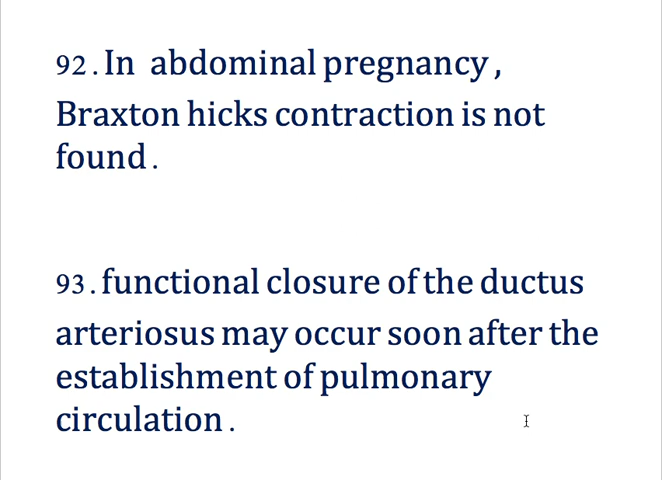 92. In abdominal pregnancy,
Braxton hicks contraction is not
found.
93. functional closure of the ductus
arteriosus may occur soon after the
establishment of pulmonary
circulation.